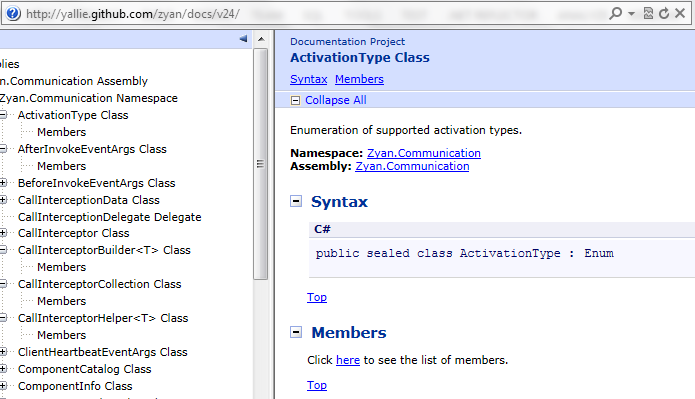 http://yallie.github.com/zyan/docs/v24/
plies
n.Communication Assembly
Zyan.Communication Namespace
ActivationType Class
Members
AfterInvokeEventArgs Class
Members
BeforeInvokeEventArgs Class
CallInterceptionData Class
CallInterceptionDelegate Delegate
CallInterceptor Class
CallInterceptorBuilder<T> Class
Members
CallInterceptorCollection Class
Members
CallInterceptorHelper<T> Class
Members
ClientHeartbeatEventArgs Class
ComponentCatalog Class
ComponentInfo Class
Documentation Project
ActivationType Class
Syntax Members
Collapse All
Enumeration of supported activation types.
Namespace: Zyan.Communication
Assembly: Zyan.Communication
Syntax
C#
public sealed class ActivationType : Enum
Top
Members
Click here to see the list of members.
Top